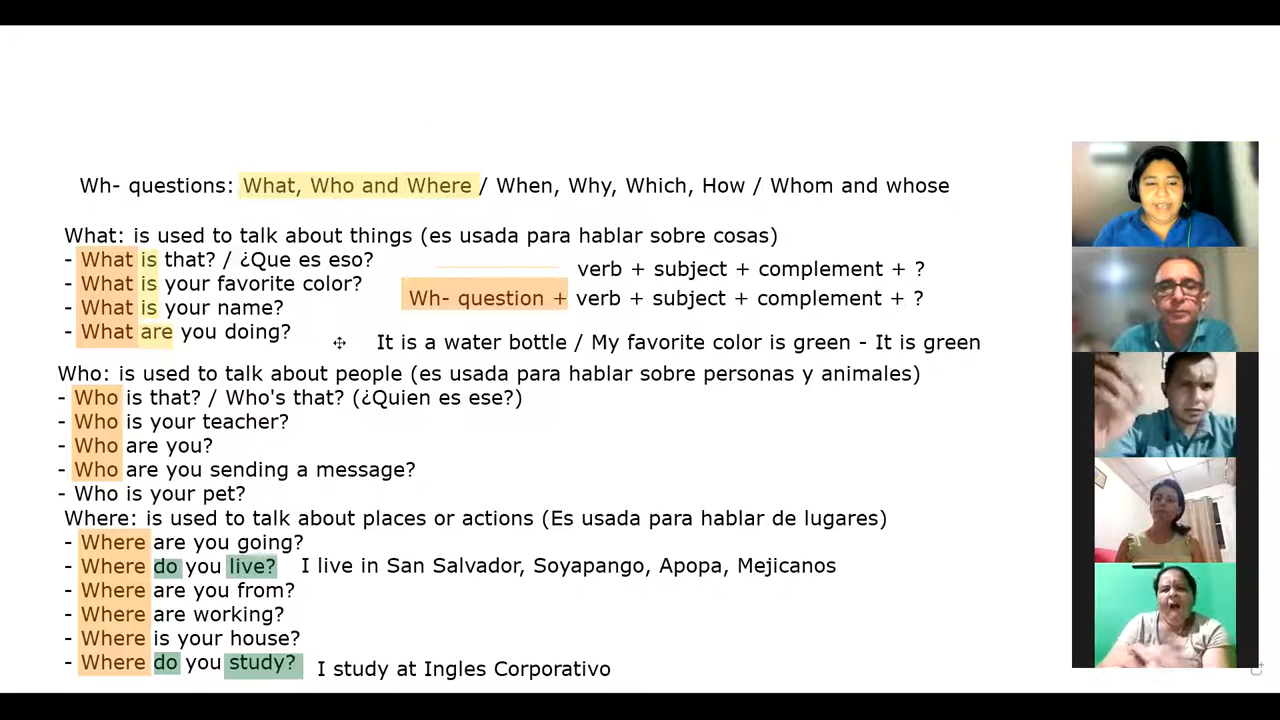 Wh- questions: What, Who and Where / When, Why, Which, How / Whom and whose
What: is used to talk about things (es usada para hablar sobre cosas)
- What is that? / ¿Que es eso?
- What is your favorite color?
- What is your name?
- What are you doing?
verb + subject + complement + ?
Wh- question + verb + subject + complement + ?
It is a water bottle / My favorite color is green - It is green
Who: is used to talk about people (es usada para hablar sobre personas y animales)
- Who is that? / Who's that? (¿Quien es ese?)
- Who is your teacher?
- Who are you?
- Who are you sending a message?
- Who is your pet?
Where: is used to talk about places or actions (Es usada para hablar de lugares)
- Where are you going?
- Where do you live? I live in San Salvador, Soyapango, Apopa, Mejicanos
- Where are you from?
- Where are working?
- Where is your house?
- Where do you study? I study at Ingles Corporativo